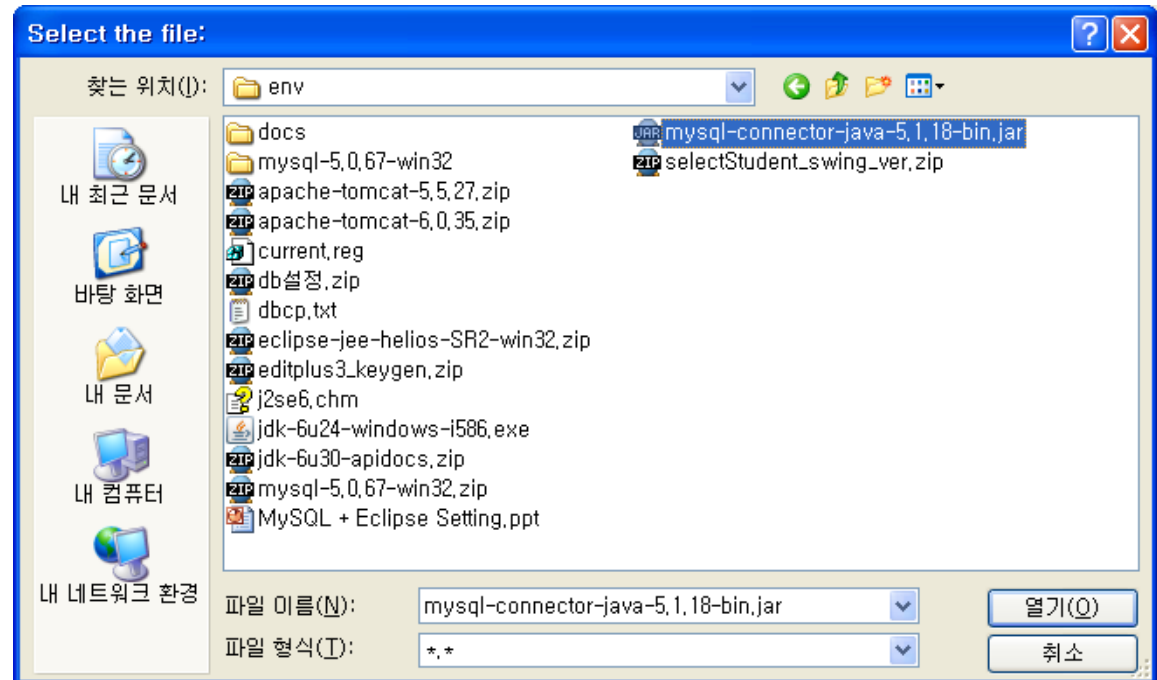 Select the file:
찾는 위치(I):
env
내 최근 문서
바탕 화면
내 문서
내 컴퓨터
내 네트워크 환경
docs
mysql-5.0.67-win32
apache-tomcat-5.5.27.zip
apache-tomcat-6.0.35.zip
current.reg
db설정.zip
dbcp.txt
eclipse-jee-helios-SR2-win32.zip
editplus3_keygen.zip
j2se6.chm
jdk-6u24-windows-i586.exe
jdk-6u30-apidocs.zip
mysql-5.0.67-win32.zip
MySQL + Eclipse Setting.ppt
mysql-connector-java-5.1.18-bin.jar
selectStudent_swing_ver.zip
파일 이름(N):
mysql-connector-java-5.1.18-bin.jar
열기(O)
파일 형식(T):
*.*
취소